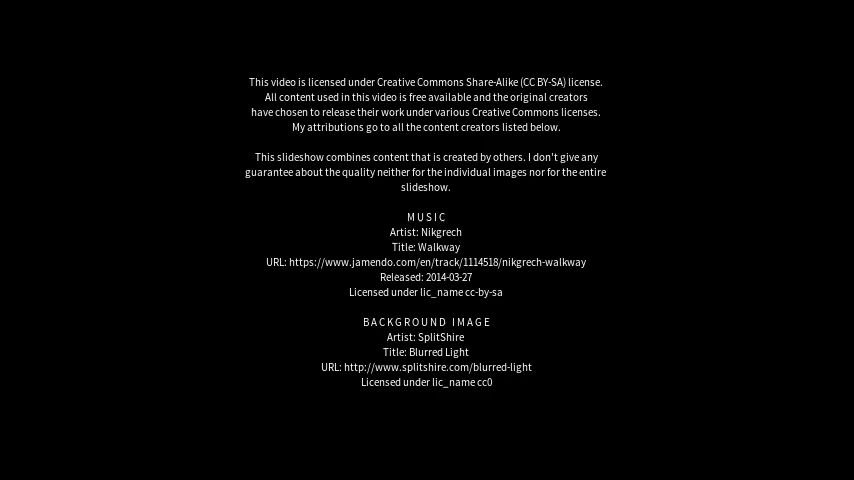 This video is licensed under Creative Commons Share-Alike (CC BY-SA) license.
All content used in this video is free available and the original creators
have chosen to release their work under various Creative Commons licenses.
My attributions go to all the content creators listed below.
This slideshow combines content that is created by others. I don't give any
guarantee about the quality neither for the individual images nor for the entire
slideshow.
M U S I C
Artist: Nikgrech
Title: Walkway
URL: https://www.jamendo.com/en/track/1114518/nikgrech-walkway
Released: 2014-03-27
Licensed under lic_name cc-by-sa
B A C K G R O U N D  I M A G E
Artist: SplitShire
Title: Blurred Light
URL: http://www.splitshire.com/blurred-light
Licensed under lic_name cc0